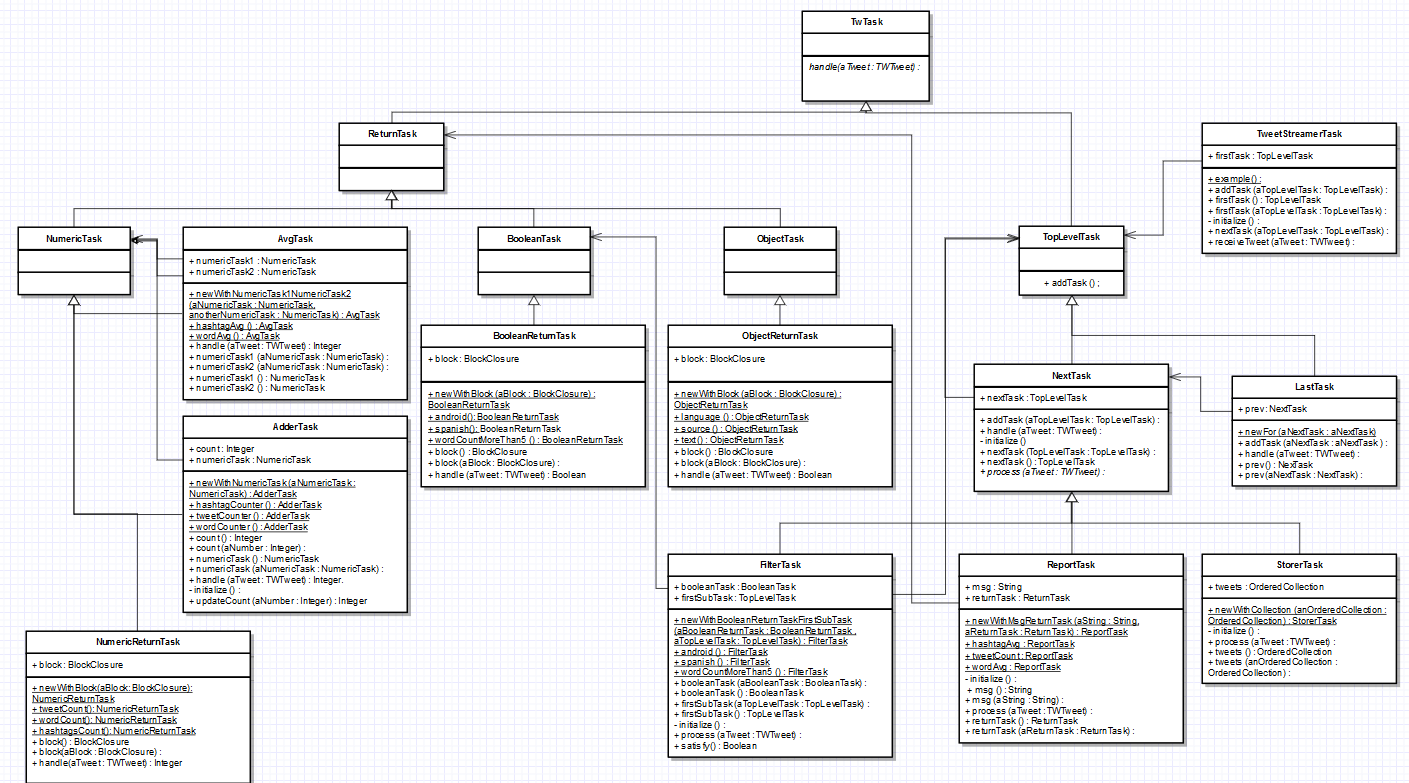 TwTask
handle(aTweet : TWTweet) :
ReturnTask
TweetStreamerTask
+ firstTask : TopLevelTask
+ example() :
+ addTask (aTopLevelTask : TopLevelTask) :
+ firstTask () : TopLevelTask
+ firstTask (aTopLevelTask : TopLevelTask) :
- initialize () :
+ nextTask (aTopLevelTask : TopLevelTask) :
+ receiveTweet (aTweet : TWTweet) :
NumericTask
AvgTask
+ numericTask1 : NumericTask
+ numericTask2 : NumericTask
+ newWithNumericTask1NumericTask2
(aNumericTask : NumericTask,
anotherNumericTask : NumericTask) : AvgTask
+ hashtagAvg () : AvgTask
+ wordAvg () : AvgTask
+ handle (aTweet : TWTweet) : Integer
+ numericTask1 (aNumericTask : NumericTask) :
+ numericTask2 (aNumericTask : NumericTask) :
+ numericTask1 () : NumericTask
+ numericTask2 () : NumericTask
BooleanTask
ObjectTask
TopLevelTask
+ addTask () ;
BooleanReturnTask
+ block : BlockClosure
+ newWithBlock (aBlock : BlockClosure) :
BooleanReturnTask
+ android() : BooleanReturnTask
+ spanish() : BooleanReturnTask
+ wordCountMoreThan5 () : BooleanReturnTask
+ block() : BlockClosure
+ block(aBlock : BlockClosure) :
+ handle (aTweet : TWTweet) : Boolean
ObjectReturnTask
+ block : BlockClosure
+ newWithBlock (aBlock : BlockClosure) :
ObjectReturnTask
+ language () : ObjectReturnTask
+ source () : ObjectReturnTask
+ text() : ObjectReturnTask
+ block () : BlockClosure
+ block(aBlock : BlockClosure) :
+ handle (aTweet : TWTweet) : Boolean
NextTask
+ nextTask : TopLevelTask
+ addTask (aTopLevelTask : TopLevelTask) :
+ handle (aTweet : TWTweet) :
- initialize ()
+ nextTask (TopLevelTask : TopLevelTask) :
+ nextTask () : TopLevelTask
+ process (aTweet : TWTweet) :
LastTask
+ prev : NextTask
+ newFor (aNextTask : aNextTask)
+ addTask (aNextTask : aNextTask ) :
+ handle (aTweet : TWTweet) :
+ prev() : NexTask
+ prev(aNextTask : NextTask) :
AdderTask
+ count : Integer
+ numericTask : NumericTask
+ newWithNumericTask (aNumericTask :
NumericTask) : AdderTask
+ hashtagCounter () : AdderTask
+ tweetCounter () : AdderTask
+ wordCounter () : AdderTask
+ count () : Integer
+ count (aNumber : Integer) :
+ numericTask () : NumericTask
+ numericTask (aNumericTask : NumericTask) :
+ handle (aTweet : TWTweet) : Integer.
- initialize () :
+ updateCount (aNumber : Integer) : Integer
NumericReturnTask
+ block : BlockClosure
+ newWithBlock(aBlock: BlockClosure):
NumericReturnTask
+ tweetCount(): NumericReturnTask
+ wordCount(): NumericReturnTask
+ hashtagsCount(): NumericReturnTask
+ block() : BlockClosure
+ block(aBlock : BlockClosure) :
+ handle(aTweet : TWTweet) : Integer
FilterTask
+ booleanTask : BooleanTask
+ firstSubTask : TopLevelTask
+ newWithBooleanReturnTaskFirstSubTask
(aBooleanReturnTask : BooleanReturnTask ,
aTopLevelTask : TopLevelTask) : FilterTask
+ android () : FilterTask
+ spanish () : FilterTask
+ wordCountMoreThan5 () : FilterTask
+ booleanTask (aBooleanTask : BooleanTask) :
+ booleanTask () : BooleanTask
+ firstSubTask (aTopLevelTask : TopLevelTask) :
+ firstSubTask () : TopLevelTask
- initialize () :
+ process (aTweet : TWTweet) :
+ satisfy() : Boolean
ReportTask
+ msg : String
+ returnTask : ReturnTask
+ newWithMsgReturnTask (aString : String,
aReturnTask : ReturnTask) : ReportTask
+ hashtagAvg : ReportTask
+ tweetCount : ReportTask
+ wordAvg : ReportTask
- initialize () :
+ msg () : String
+ msg (aString : String) :
+ process (aTweet : TWTweet) :
+ returnTask () : ReturnTask
+ returnTask (aReturnTask : ReturnTask) :
StorerTask
+ tweets : OrderedCollection
+ newWithCollection (anOrderedCollection :
OrderedCollection) : StorerTask
- initialize () :
+ process (aTweet : TWTweet) :
+ tweets () : OrderedCollection
+ tweets (anOrderedCollection :
OrderedCollection) :